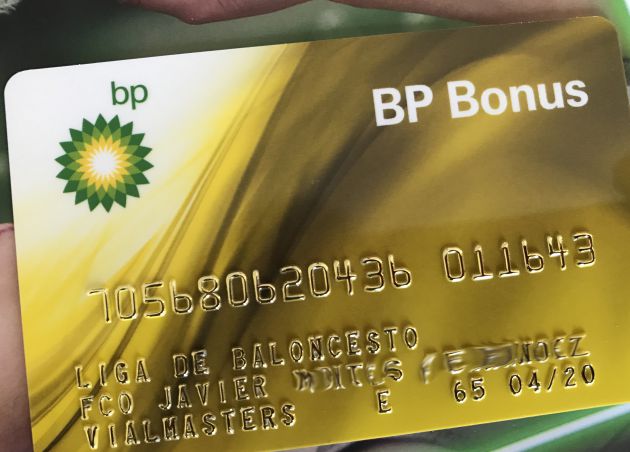 bp
BP Bonus
705680620436 011643
LIGA DE BALONCESTO
FCO JAVIER
VIALMASTERS E 65 04/20